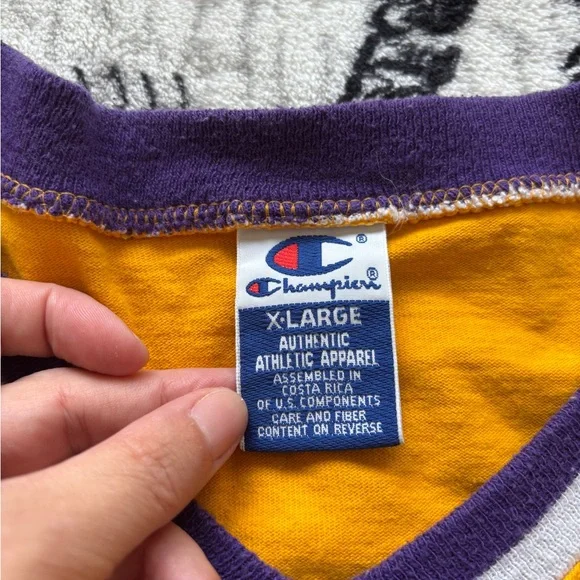 Champion®
X-LARGE
AUTHENTIC
ATHLETIC APPAREL
ASSEMBLED IN
COSTA RICA
OF U.S. COMPONENTS
CARE AND FIBER
CONTENT ON REVERSE